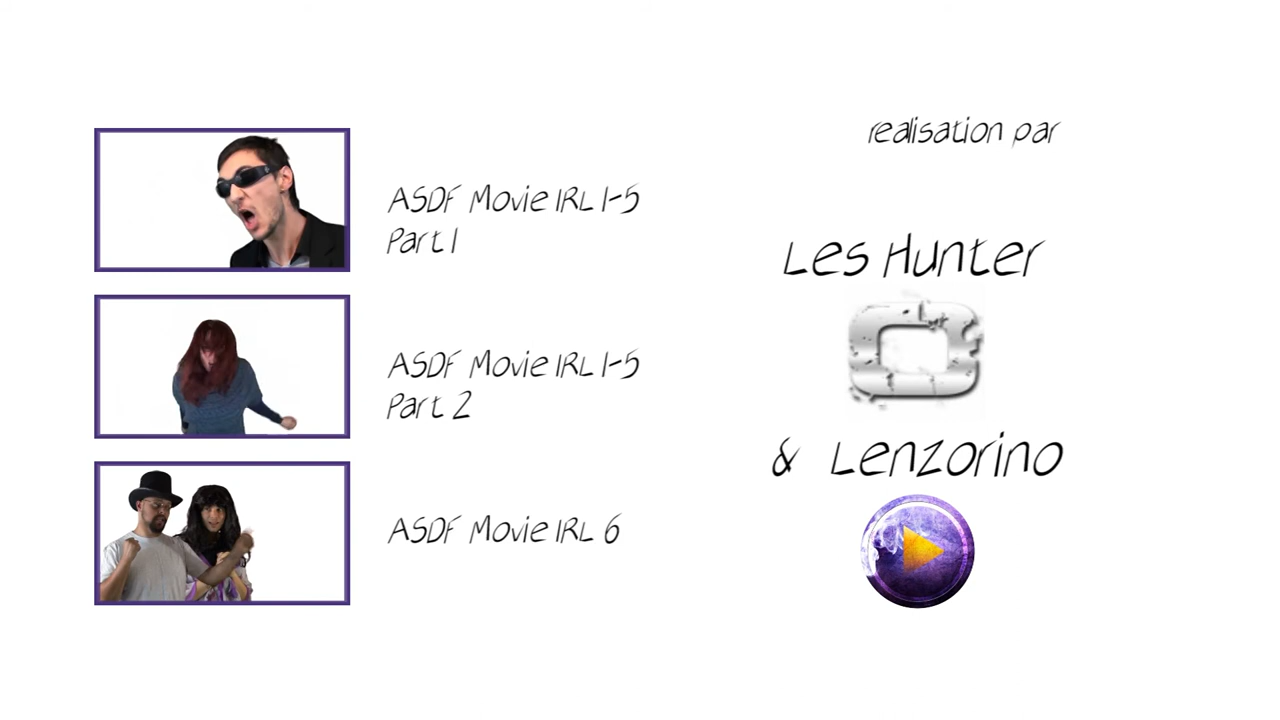 ASDF Movie IRL 1-5
Part 1
ASDF Movie IRL 1-5
Part 2
ASDF Movie IRL 6
realisation par
Les Hunter
& Lenzorino